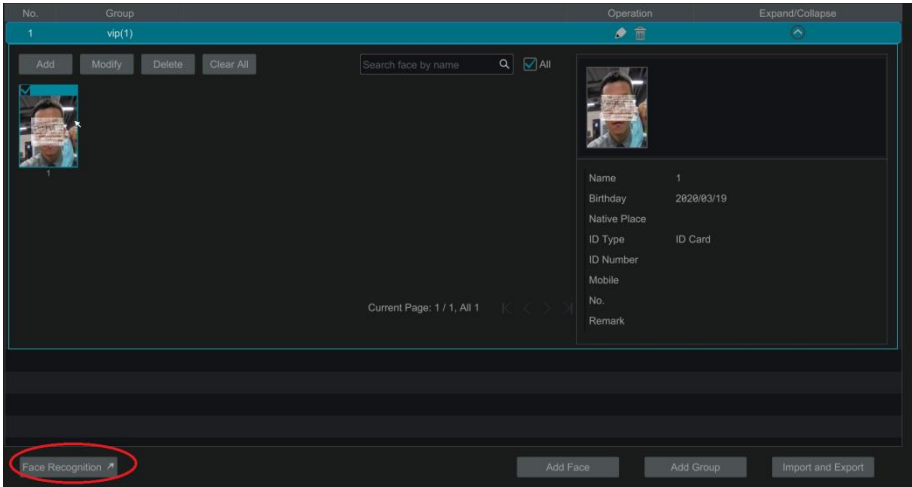 No. Group Operation Expand/Collapse
1 vip(1)
Add Modify Delete Clear All Search face by name All
1
Name 1
Birthday 2020/03/19
Native Place
ID Type ID Card
ID Number
Mobile
Current Page: 1 / 1, All 1
No.
Remark
Face Recognition Add Face Add Group Import and Export